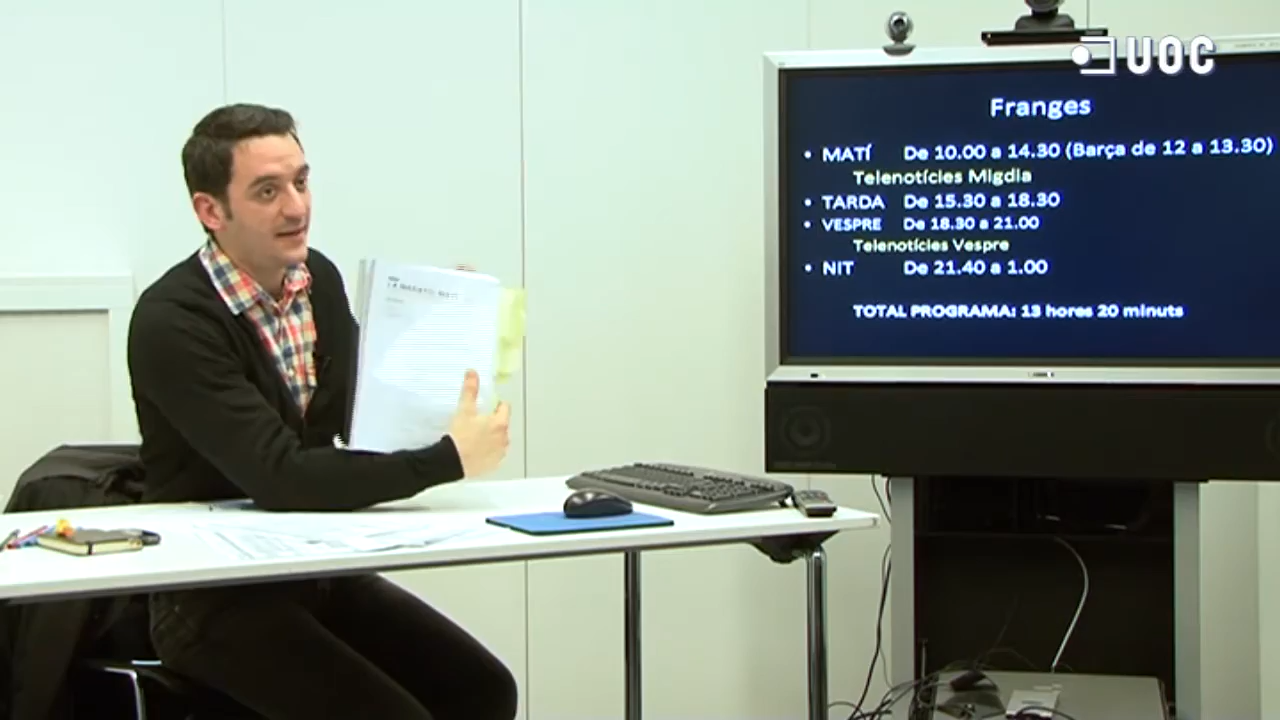 UOC
Franges
• MATÍ De 10.00 a 14.30 (Barça de 12 a 13.30)
Telenotícies Migdia
• TARDA De 15.30 a 18.30
• VESPRE De 18.30 a 21.00
Telenotícies Vespre
• NIT De 21.40 a 1.00
TOTAL PROGRAMA: 13 hores 20 minuts